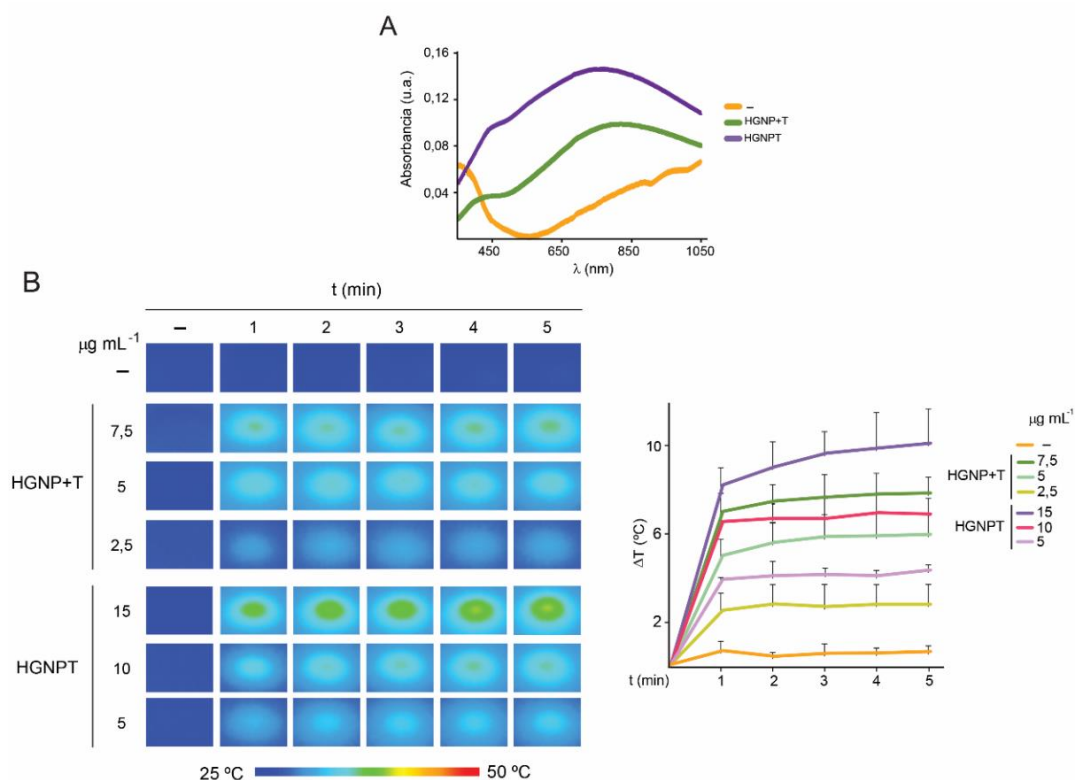 A
0,16
0,12
0,08
0,04
Absorbancia (u.a.)
450 650 850 1050
λ (nm)
–
HGNP+T
HGNPT
B
t (min)
– 1 2 3 4 5
μg mL⁻¹
–
HGNP+T
7,5
5
2,5
HGNPT
15
10
5
25 ºC 50 ºC
10
6
2
ΔT (ºC)
t (min) 1 2 3 4 5
μg mL⁻¹
–
HGNP+T
7,5
5
2,5
HGNPT
15
10
5